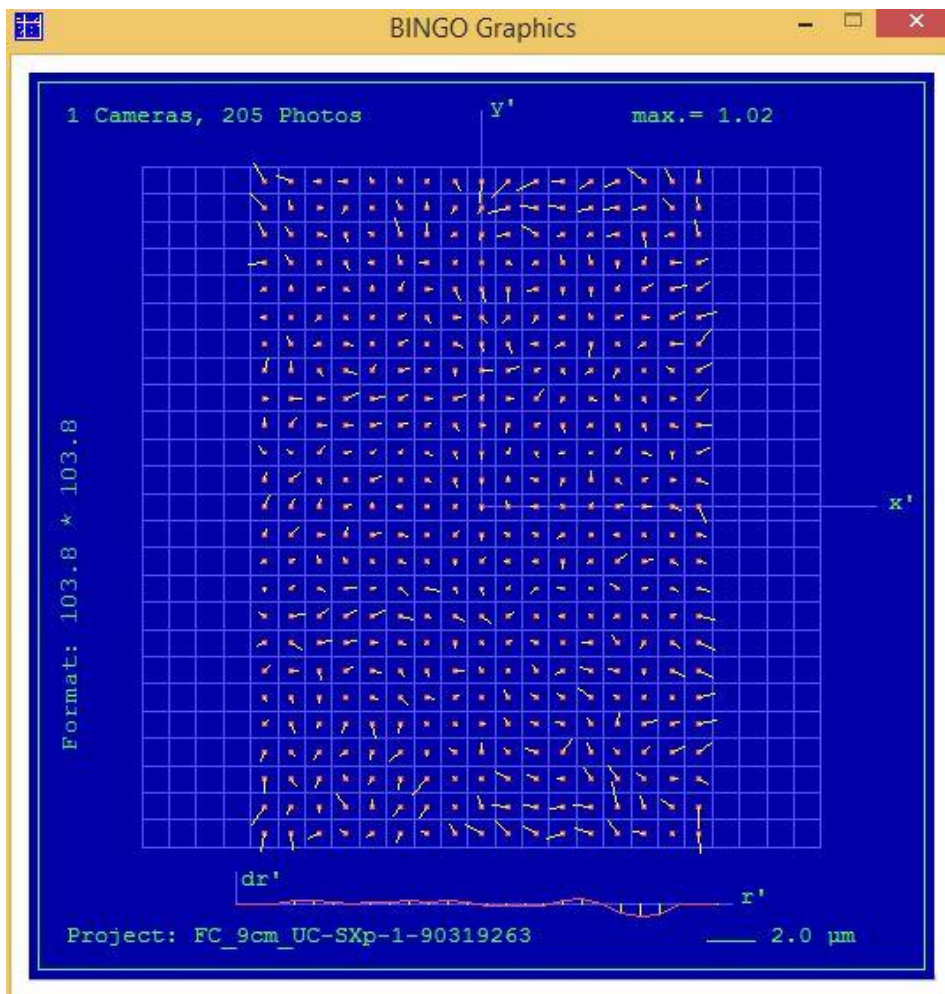 BINGO Graphics
1 Cameras, 205 Photos
y'
max.= 1.02
x'
Format: 103.8 * 103.8
dr'
r'
Project: FC_9cm_UC-SXp-1-90319263
2.0 µm